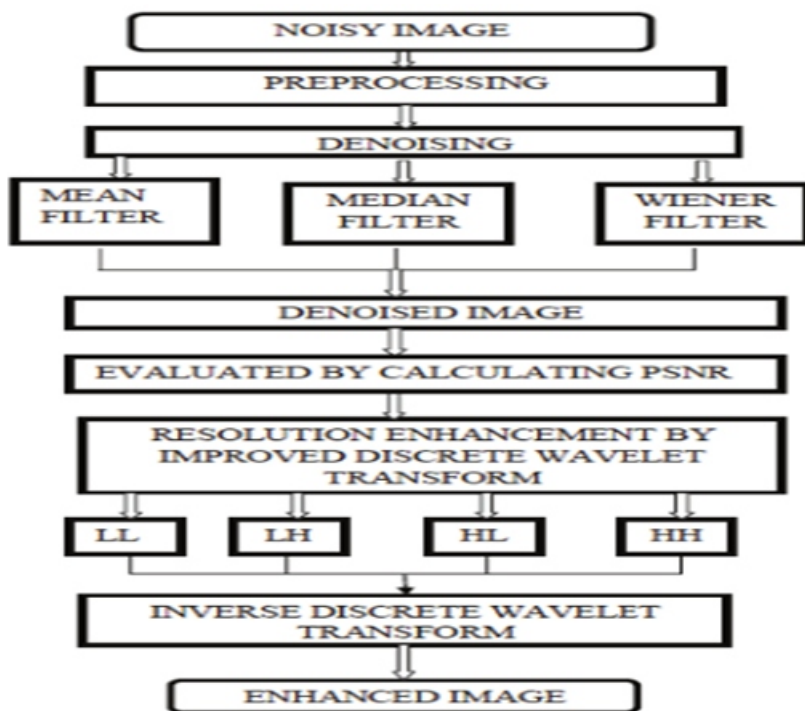 NOISY IMAGE
PREPROCESSING
DENOISING
MEAN
FILTER
MEDIAN
FILTER
WIENER
FILTER
DENOISED IMAGE
EVALUATED BY CALCULATING PSNR
RESOLUTION ENHANCEMENT BY
IMPROVED DISCRETE WAVELET
TRANSFORM
LL
LH
HL
HH
INVERSE DISCRETE WAVELET
TRANSFORM
ENHANCED IMAGE